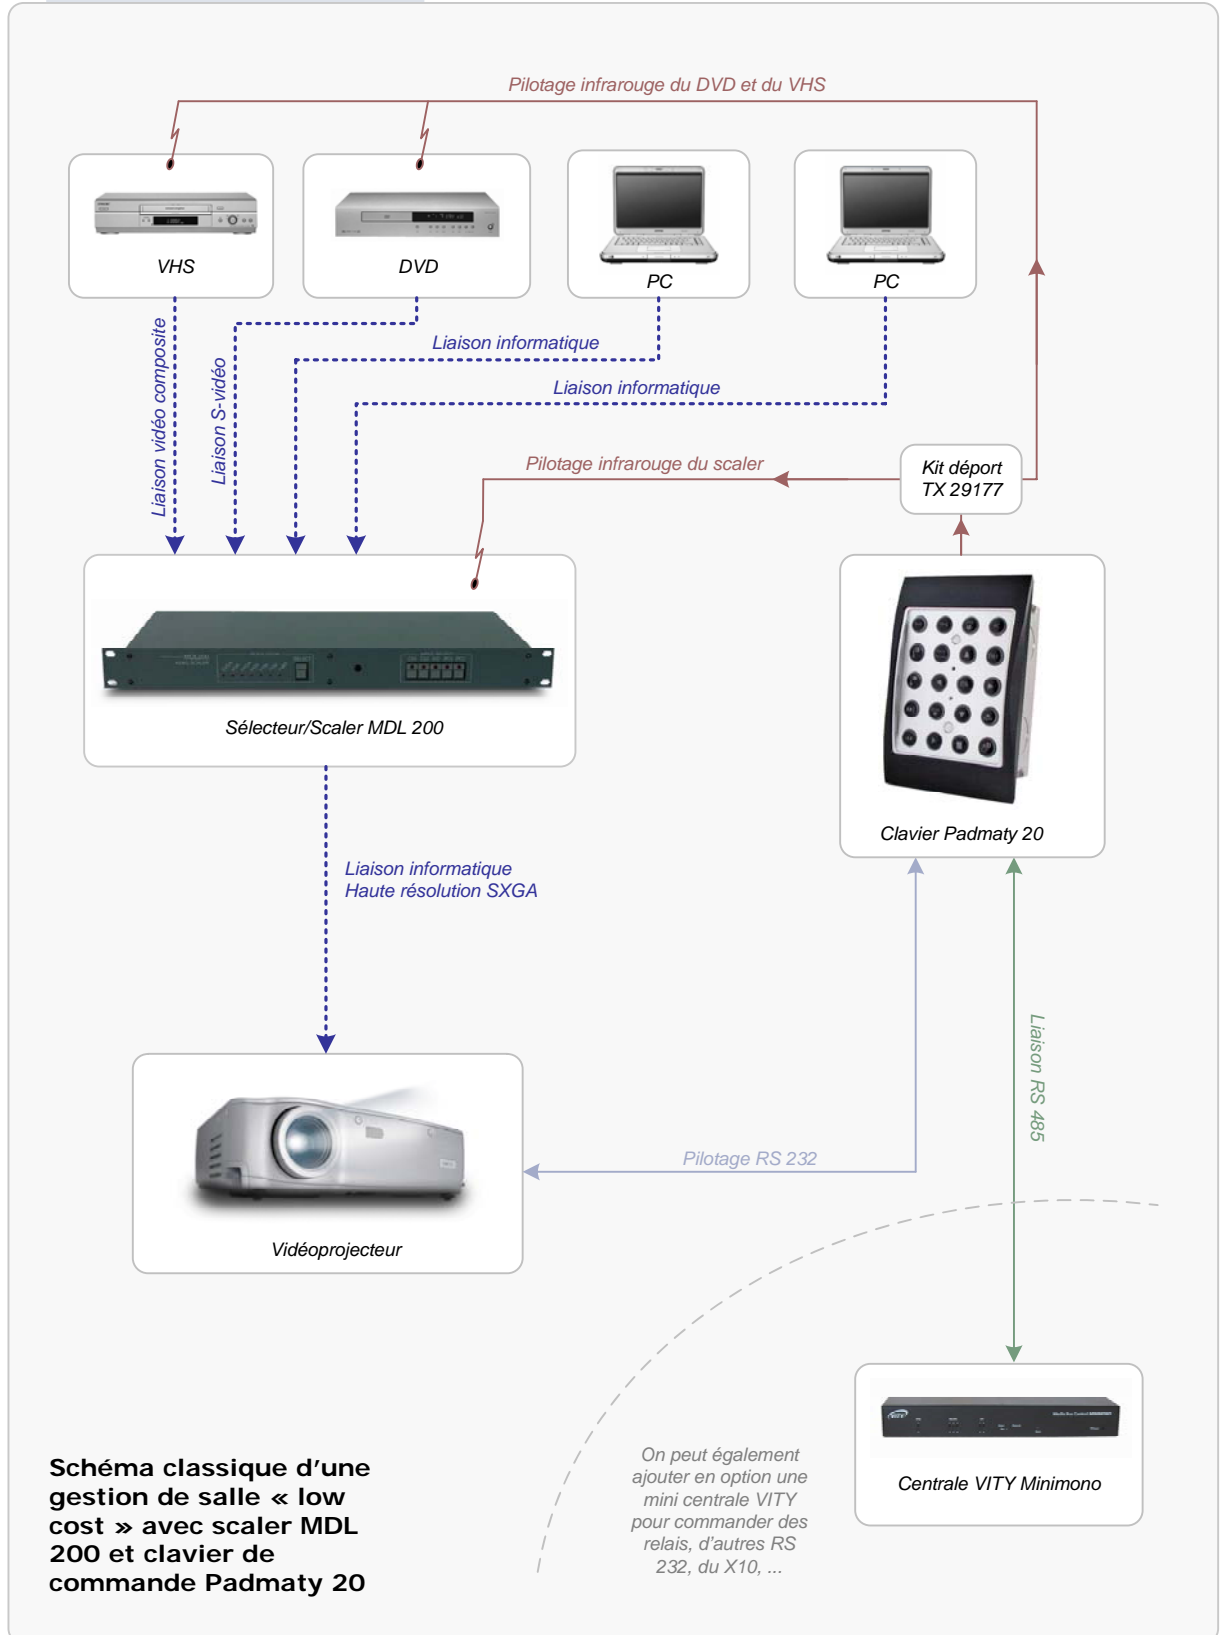 Pilotage infrarouge du DVD et du VHS
VHS
DVD
PC
PC
Liaison vidéo composite
Liaison S-vidéo
Liaison informatique
Liaison informatique
Pilotage infrarouge du scaler
Kit déport
TX 29177
Sélecteur/Scaler MDL 200
Clavier Padmaty 20
Liaison informatique
Haute résolution SXGA
Liaison RS 485
Pilotage RS 232
Vidéoprojecteur
VITY
Centrale VITY Minimono
On peut également
ajouter en option une
mini centrale VITY
pour commander des
relais, d'autres RS
232, du X10, ...
Schéma classique d'une
gestion de salle « low
cost » avec scaler MDL
200 et clavier de
commande Padmaty 20